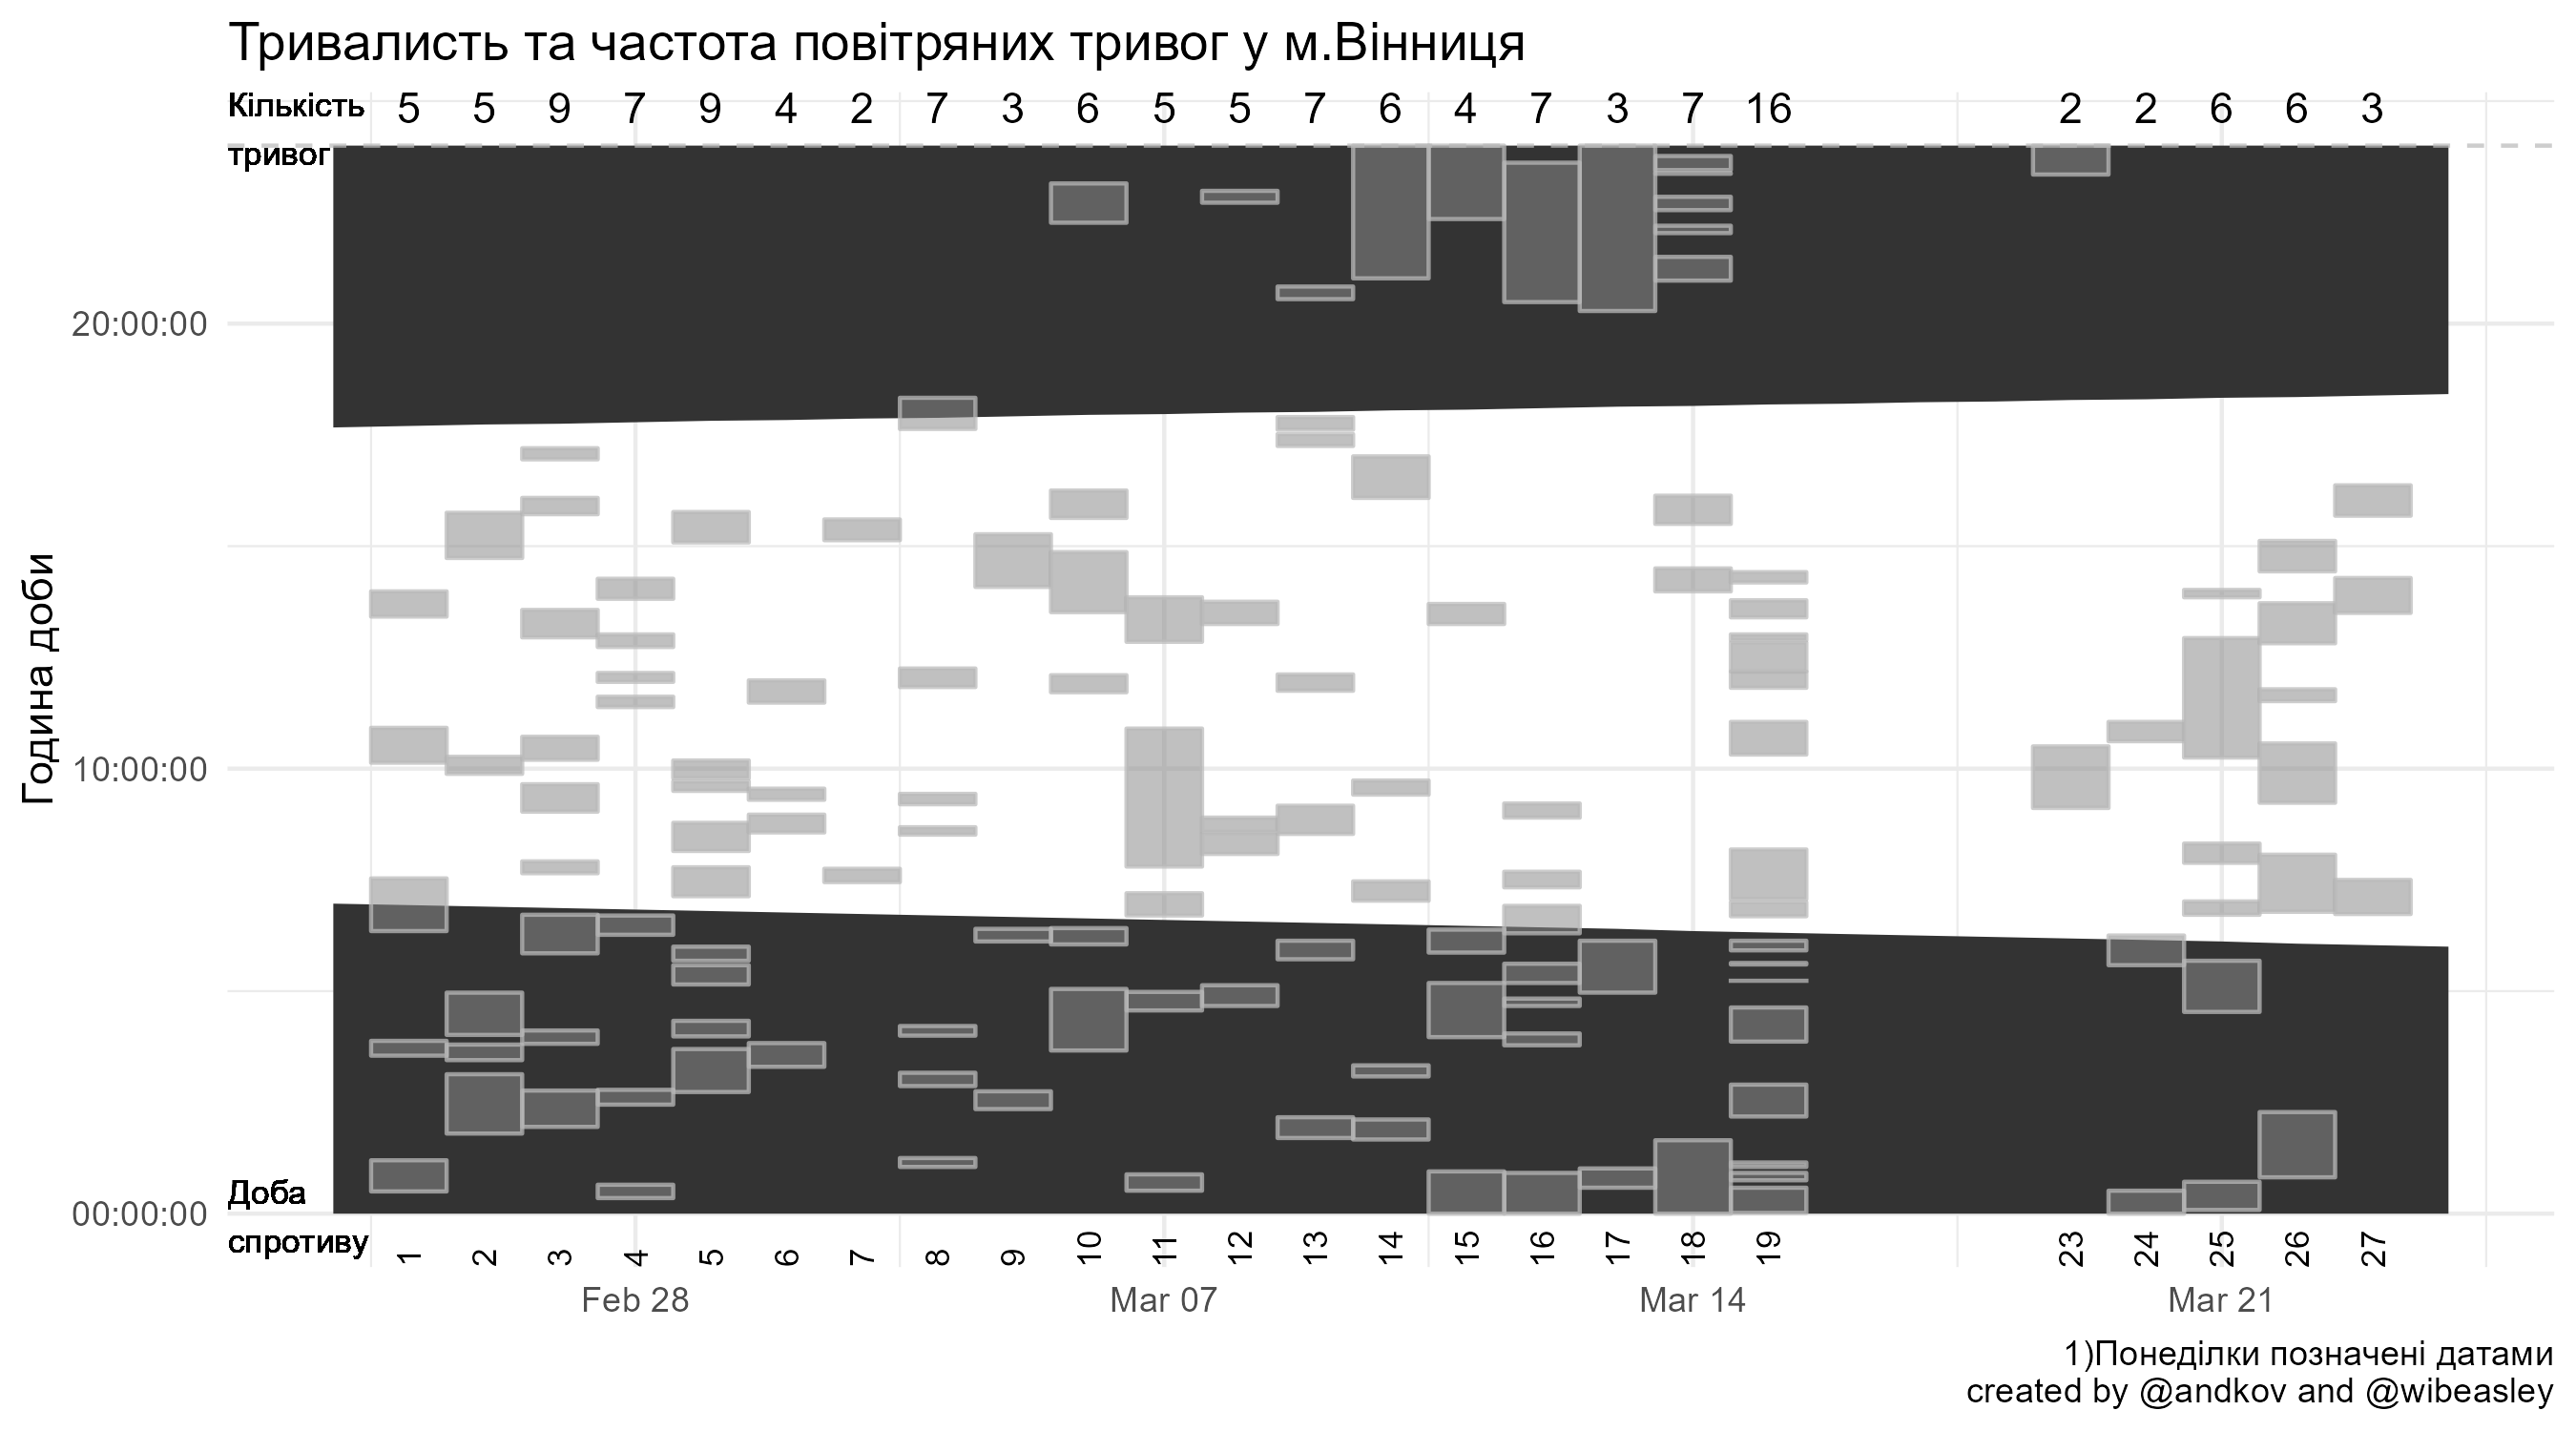 Тривалисть та частота повітряних тривог у м.Вінниця
Кількість 5 5 9 7 9 4 2 7 3 6 5 5 7 6 4 7 3 7 16 2 2 6 6 3
тривог
20:00:00
Година доби
10:00:00
Доба
00:00:00
спротиву 1 2 3 4 5 6 7 8 9 10 11 12 13 14 15 16 17 18 19 23 24 25 26 27
Feb 28 Mar 07 Mar 14 Mar 21
1)Понеділки позначені датами
created by @andkov and @wibeasley